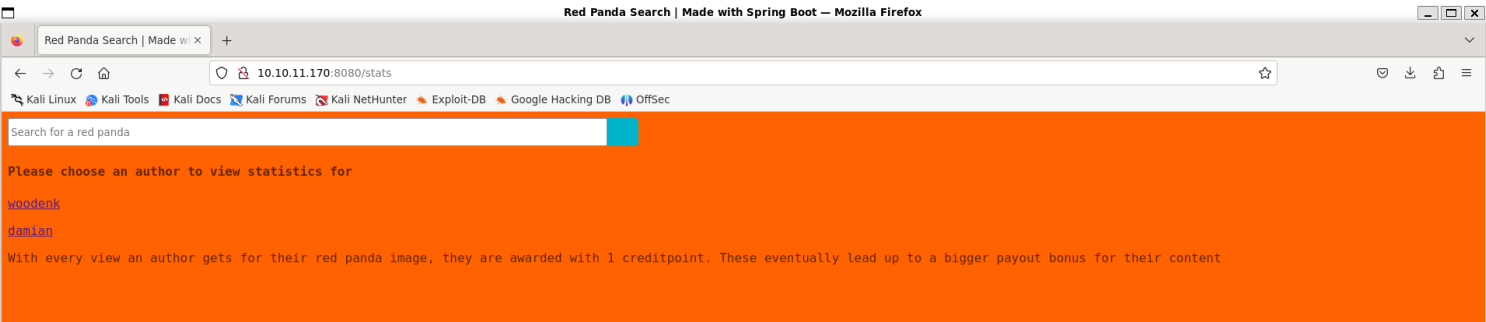 Red Panda Search | Made with Spring Boot — Mozilla Firefox
Red Panda Search | Made wi
10.10.11.170:8080/stats
Kali Linux Kali Tools Kali Docs Kali Forums Kali NetHunter Exploit-DB Google Hacking DB OffSec
Search for a red panda
Please choose an author to view statistics for
woodenk
damian
With every view an author gets for their red panda image, they are awarded with 1 creditpoint. These eventually lead up to a bigger payout bonus for their content